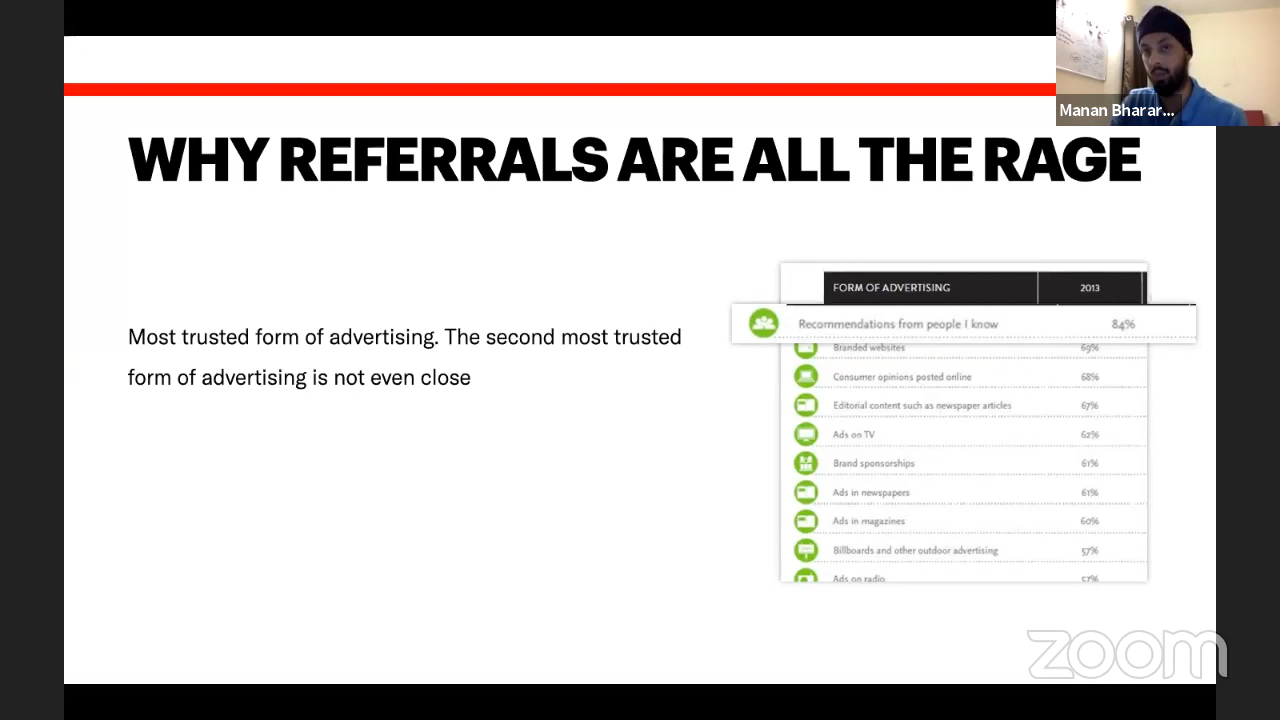 Manan Bharar...
WHY REFERRALS ARE ALL THE RAGE
Most trusted form of advertising. The second most trusted
form of advertising is not even close
FORM OF ADVERTISING 2013
Recommendations from people I know 84%
Branded websites 69%
Consumer opinions posted online 68%
Editorial content such as newspaper articles 67%
Ads on TV 62%
Brand sponsorships 61%
Ads in newspapers 61%
Ads in magazines 60%
Billboards and other outdoor advertising 57%
Ads on radio 57%
zoom